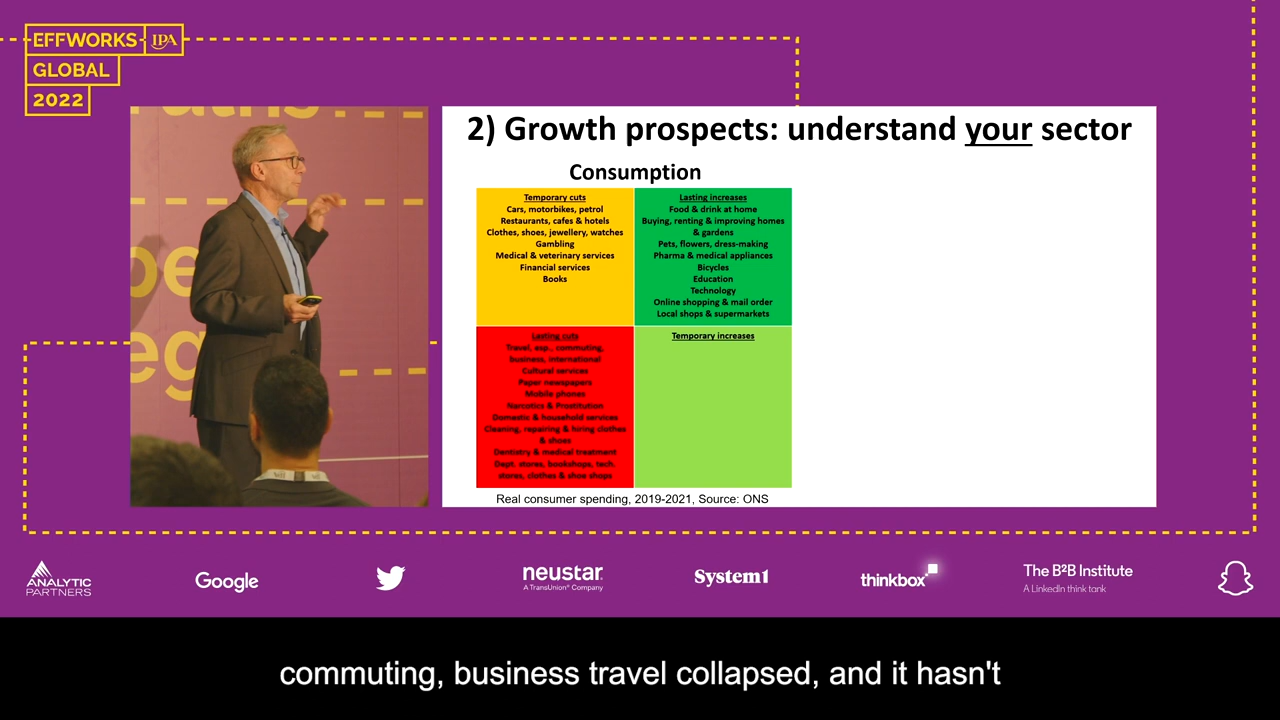 EFFWORKS IPA
GLOBAL
2022
2) Growth prospects: understand your sector
Consumption
Temporary cuts
Cars, motorbikes, petrol
Restaurants, cafes & hotels
Clothes, shoes, jewellery, watches
Gambling
Medical & veterinary services
Financial services
Books
Lasting increases
Food & drink at home
Buying, renting & improving homes
& gardens
Pets, flowers, dress-making
Pharma & medical appliances
Bicycles
Education
Technology
Online shopping & mail order
Local shops & supermarkets
Lasting cuts
Travel, esp., commuting,
business, international
Cultural services
Paper newspapers
Mobile phones
Narcotics & Prostitution
Domestic & household services
Cleaning, repairing & hiring clothes
& shoes
Dentistry & medical treatment
Dept. stores, bookshops, tech.
stores, clothes & shoe shops
Temporary increases
Real consumer spending, 2019-2021, Source: ONS
ANALYTIC
PARTNERS
Google
neustar
A TransUnion® Company
System1
thinkbox
The B2B Institute
A LinkedIn think tank
commuting, business travel collapsed, and it hasn't